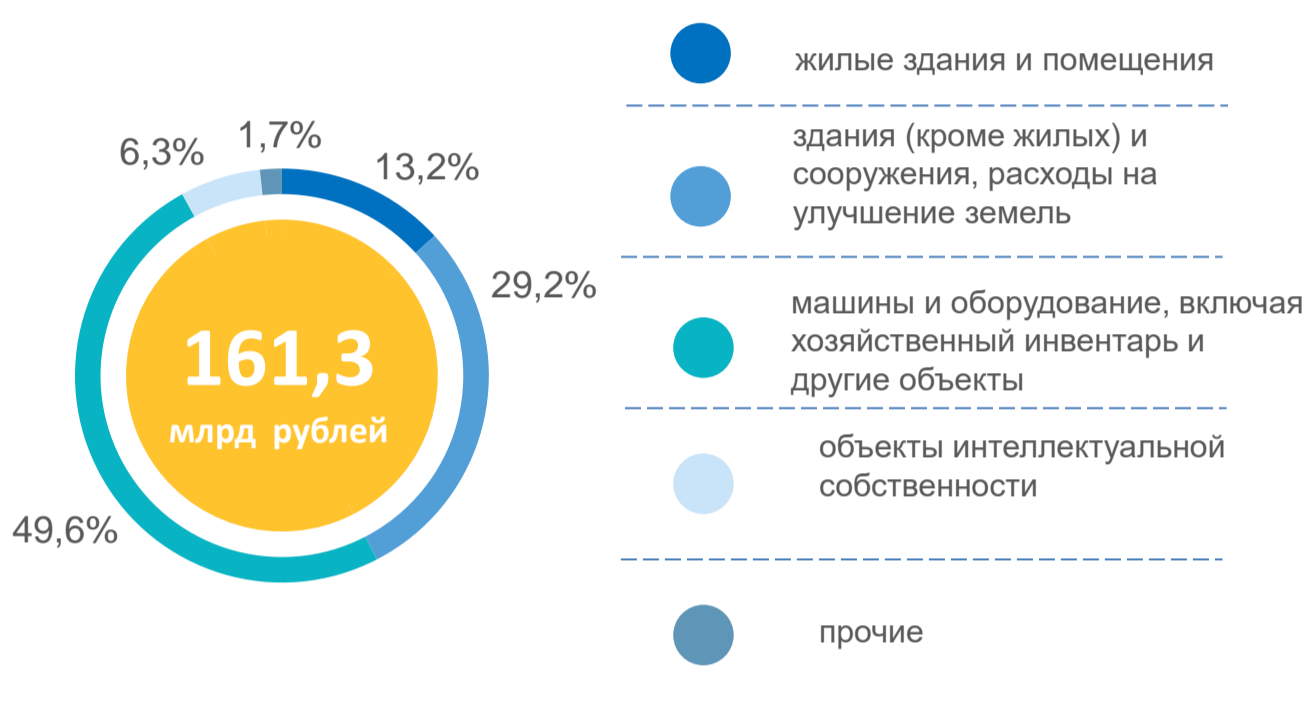 1,7%
6,3%
13,2%
29,2%
161,3
млрд рублей
49,6%
жилые здания и помещения
здания (кроме жилых) и
сооружения, расходы на
улучшение земель
машины и оборудование, включая
хозяйственный инвентарь и
другие объекты
объекты интеллектуальной
собственности
прочие